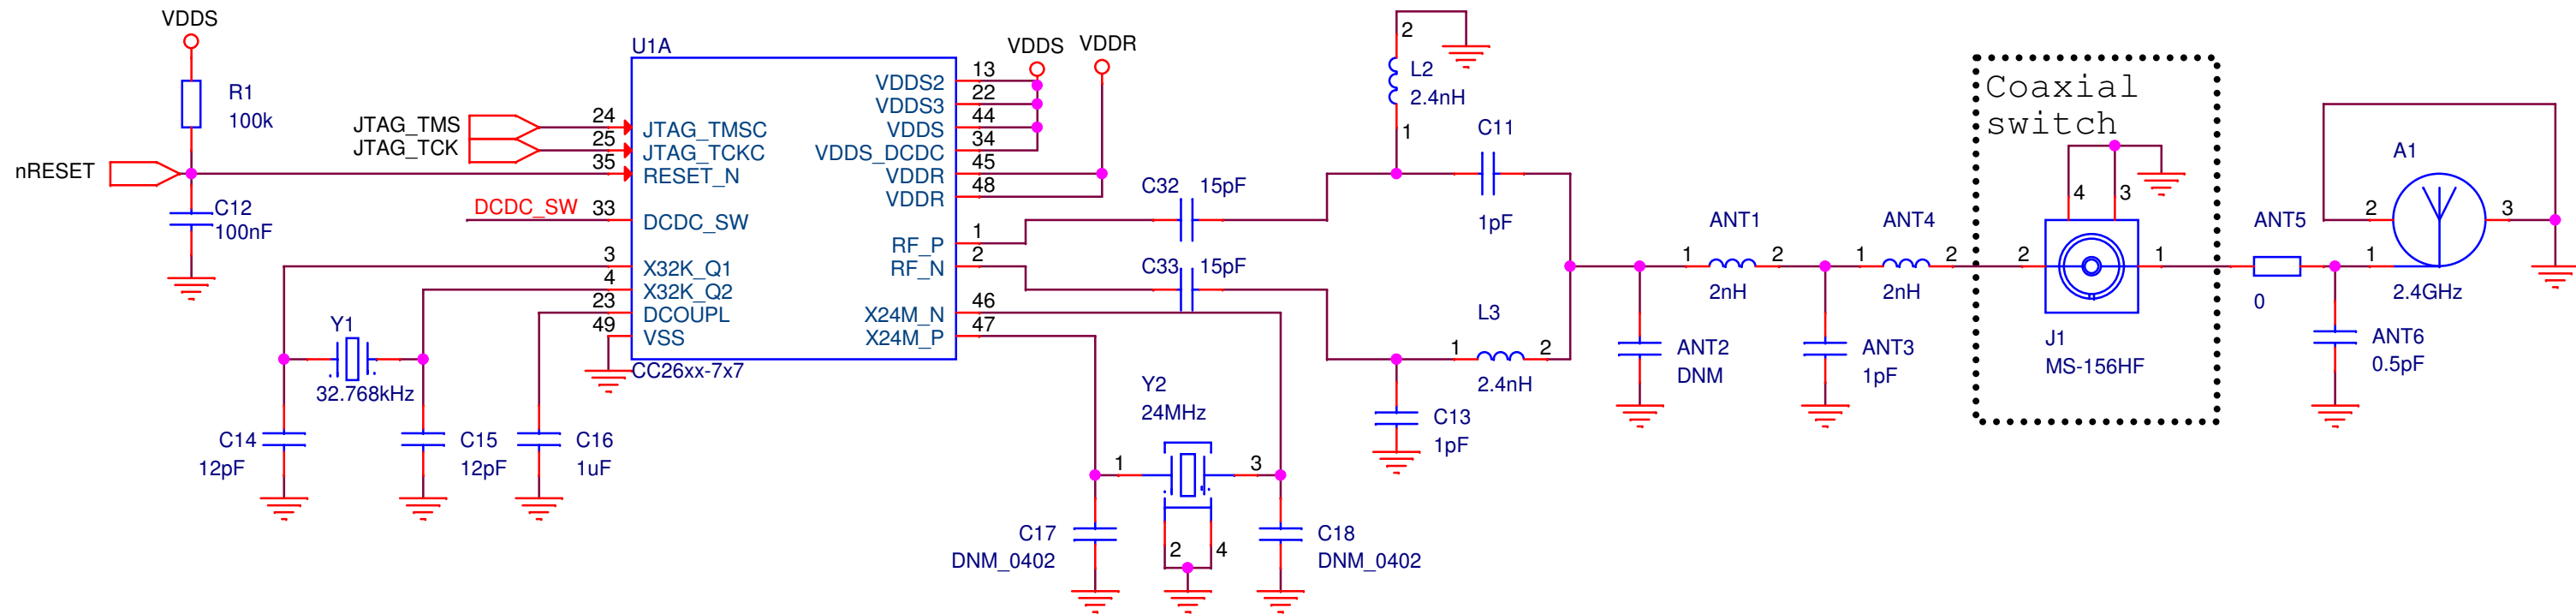 VDDS
R1
100k
nRESET
C12
100nF
JTAG_TMS
JTAG_TCK
DCDC_SW
24
25
35
33
3
4
23
49
U1A
JTAG_TMSC
JTAG_TCKC
RESET_N
DCDC_SW
X32K_Q1
X32K_Q2
DCOUPL
VSS
VDDS2
VDDS3
VDDS
VDDS_DCDC
VDDR
VDDR
RF_P
RF_N
X24M_N
X24M_P
CC26xx-7x7
13
22
44
34
45
48
1
2
46
47
VDDS
VDDR
Y1
32.768kHz
C14
12pF
C15
12pF
C16
1uF
C32
15pF
C33
15pF
Y2
24MHz
1
3
2
4
C17
DNM_0402
C18
DNM_0402
2
L2
2.4nH
1
C11
1pF
L3
1
2
2.4nH
C13
1pF
ANT1
1
2
2nH
ANT2
DNM
ANT4
1
2
2nH
ANT3
1pF
Coaxial
switch
4
3
2
1
J1
MS-156HF
ANT5
0
A1
2
3
1
2.4GHz
ANT6
0.5pF